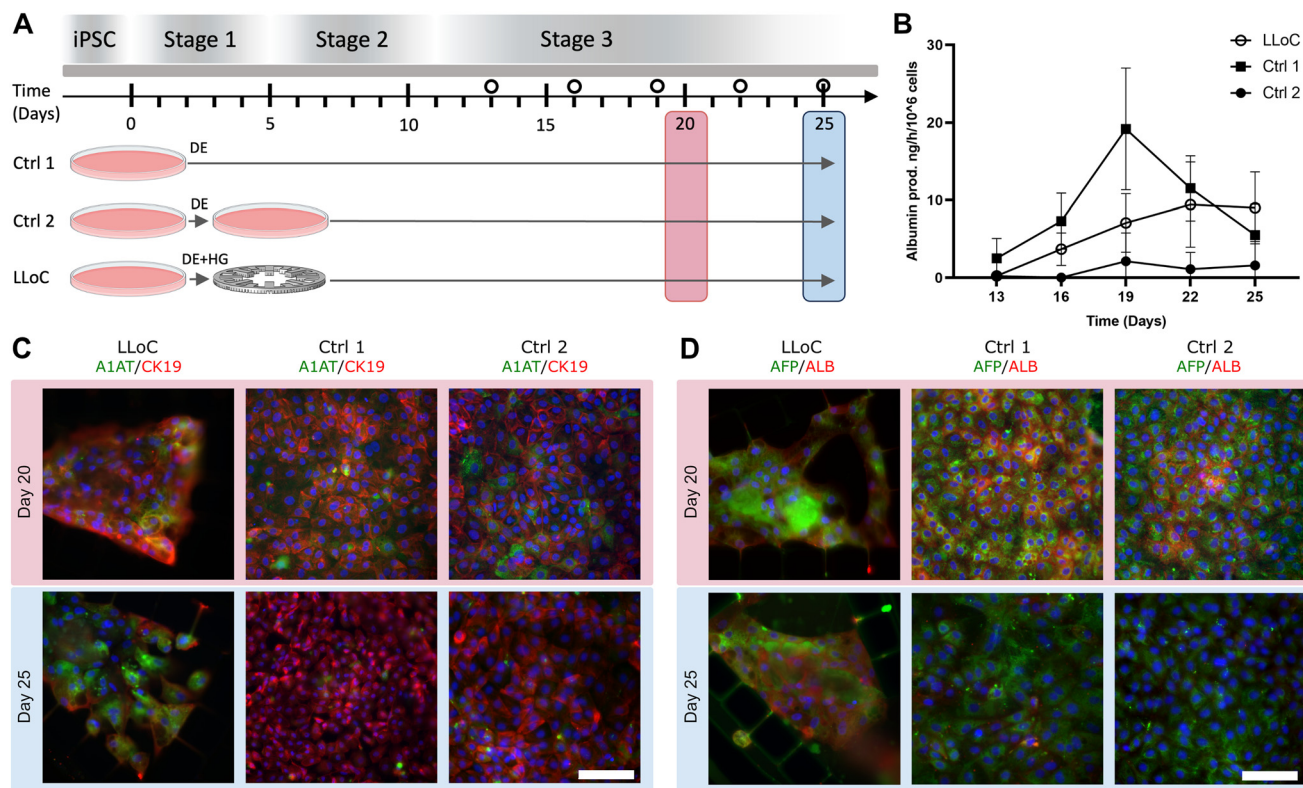 A
iPSC
Stage 1
Stage 2
Stage 3
Time
(Days)
0
5
10
15
20
25
Ctrl 1
DE
Ctrl 2
DE
LLoC
DE+HG
B
LLoC
Ctrl 1
Ctrl 2
Albumin prod. ng/h/10^6 cells
30
20
10
0
13
16
19
22
25
Time (Days)
C
LLoC
A1AT/CK19
Ctrl 1
A1AT/CK19
Ctrl 2
A1AT/CK19
Day 20
Day 25
D
LLoC
AFP/ALB
Ctrl 1
AFP/ALB
Ctrl 2
AFP/ALB
Day 20
Day 25